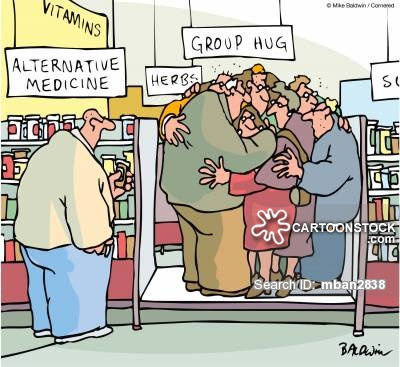 © Mike Baldwin / Cornered
VITAMINS
ALTERNATIVE
MEDICINE
HERBS
GROUP HUG
CARTOONSTOCK
.com
Search ID: mban2838
BALDWIN